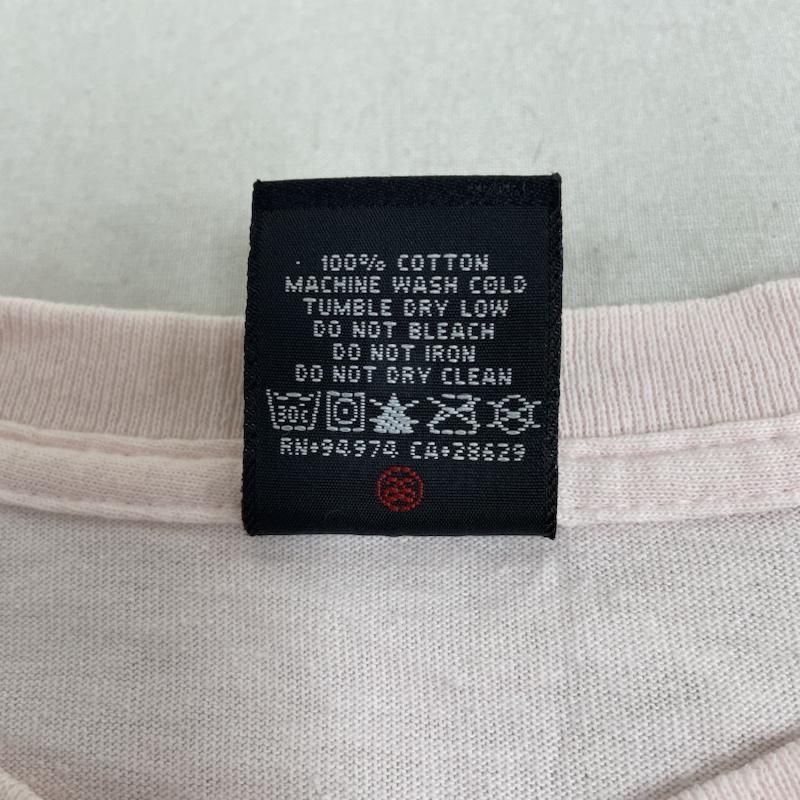 100% COTTON
MACHINE WASH COLD
TUMBLE DRY LOW
DO NOT BLEACH
DO NOT IRON
DO NOT DRY CLEAN
30c
RN•94974 CA•28629